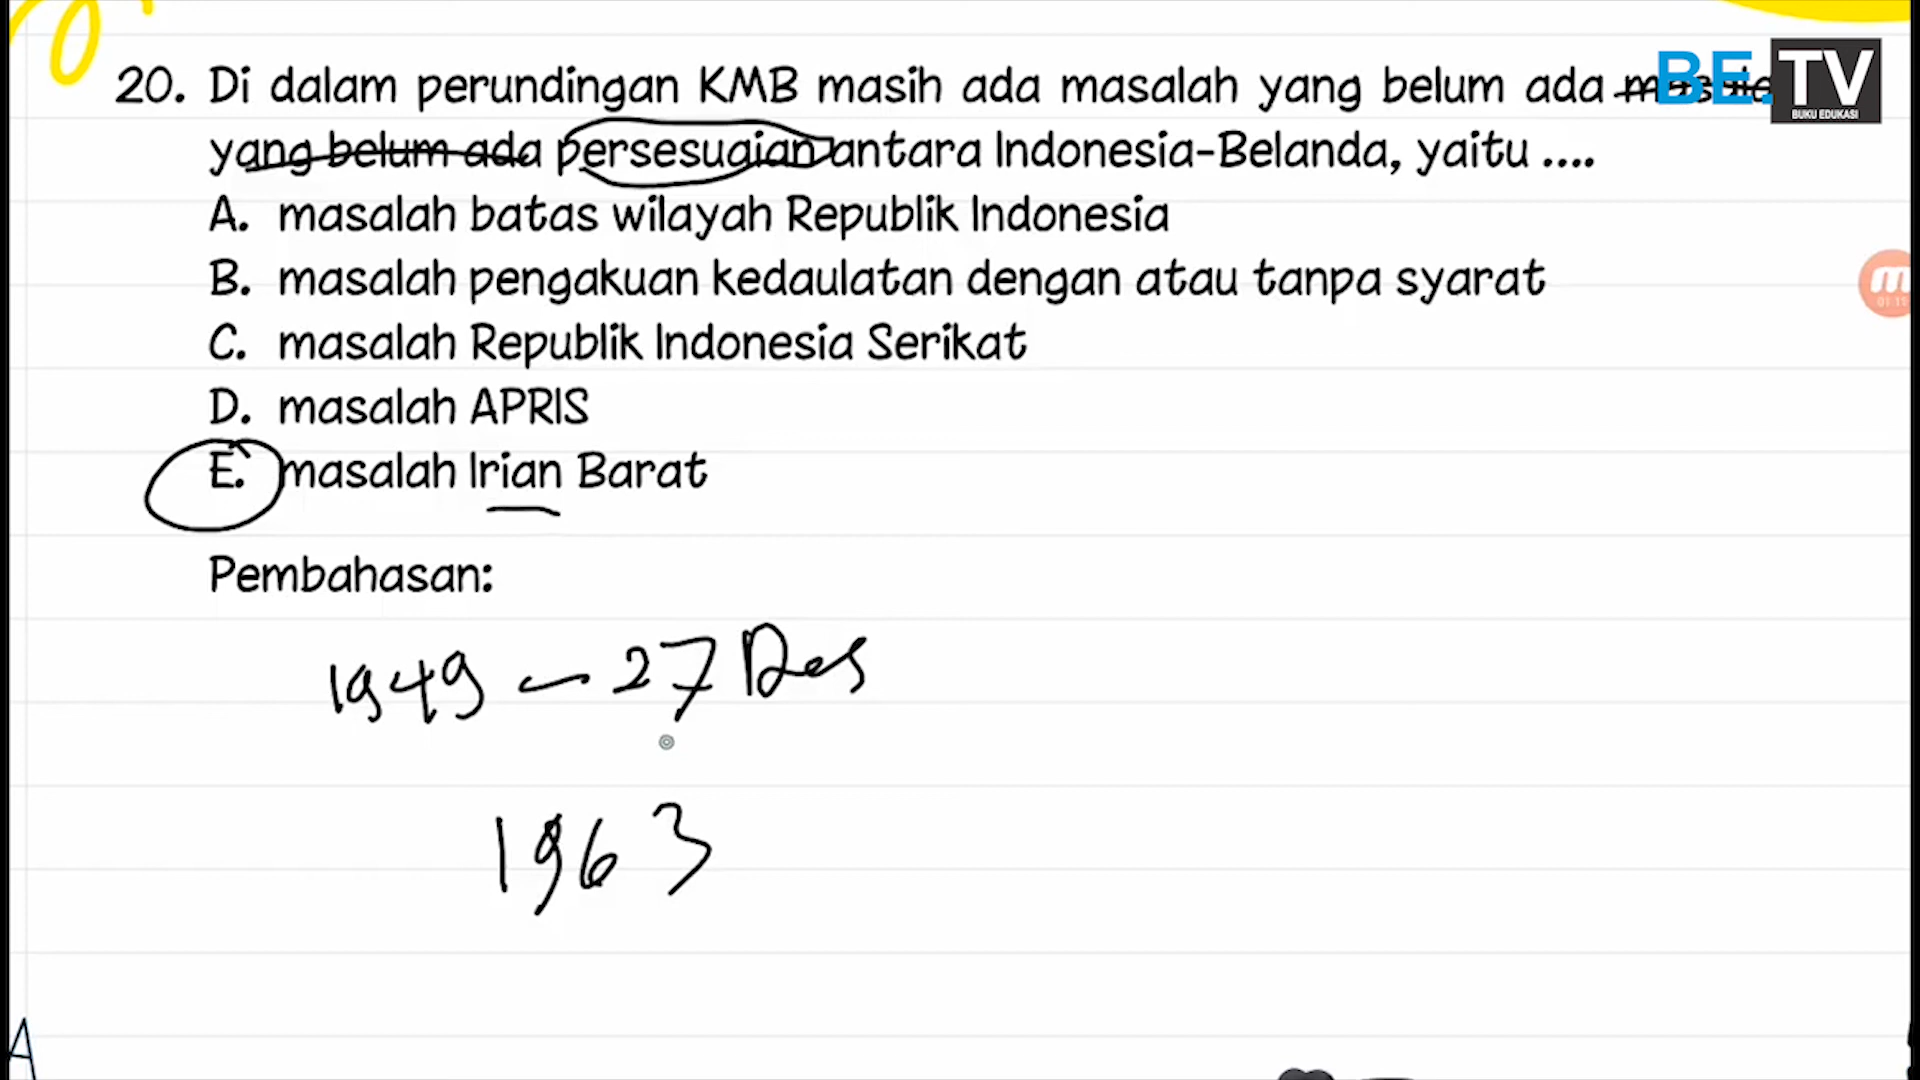 BE.TV
BUKU EDUKASI
20. Di dalam perundingan KMB masih ada masalah yang belum ada
yang belum ada persesuaian antara Indonesia-Belanda, yaitu ....
A. masalah batas wilayah Republik Indonesia
B. masalah pengakuan kedaulatan dengan atau tanpa syarat
01:19
C. masalah Republik Indonesia Serikat
D. masalah APRIS
E. masalah Irian Barat
Pembahasan:
1949 - 27 Des
1963
A